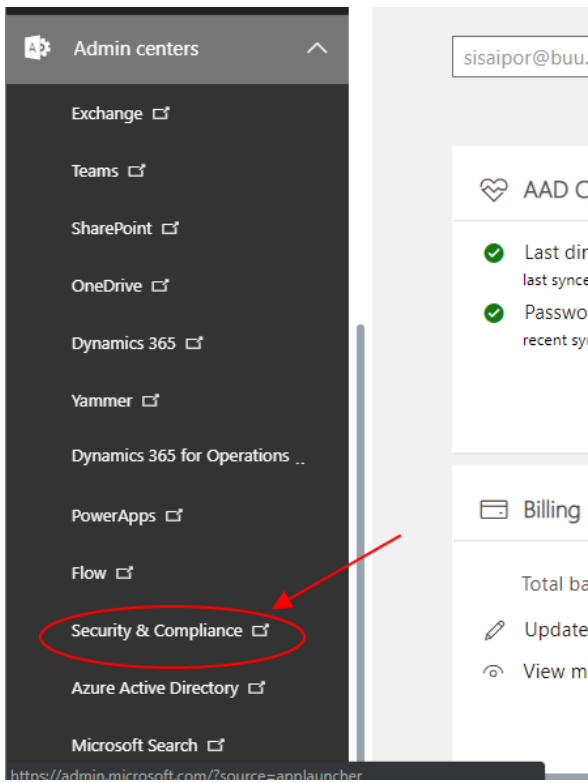 Admin centers
Exchange
Teams
SharePoint
OneDrive
Dynamics 365
Yammer
Dynamics 365 for Operations ..
PowerApps
Flow
Security & Compliance
Azure Active Directory
Microsoft Search
https://admin.microsoft.com/?source=applauncher
sisaipor@buu.
AAD C
Last dir
last synce
Passwo
recent syn
Billing
Total ba
Update
View m